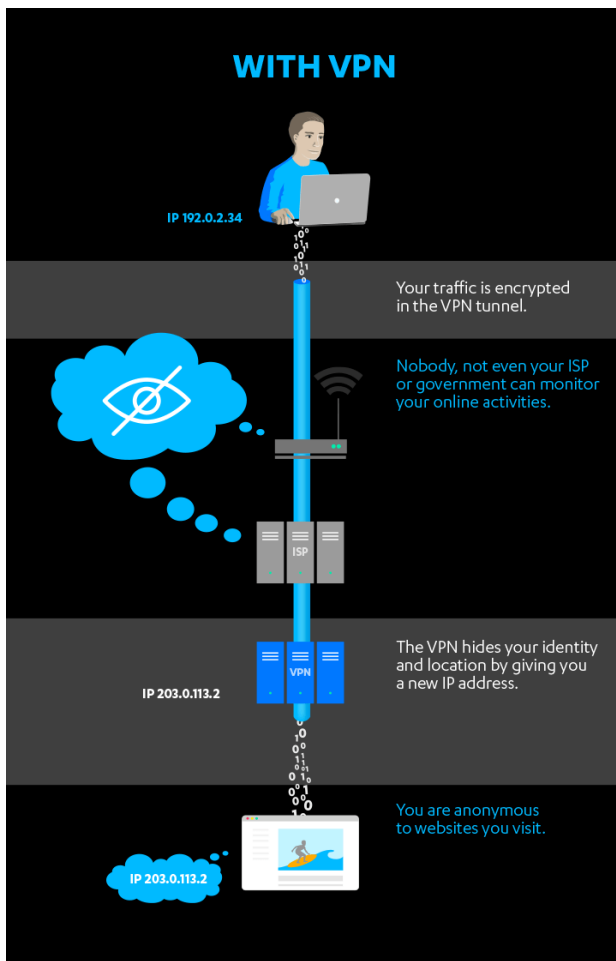 WITH VPN
IP 192.0.2.34
Your traffic is encrypted
in the VPN tunnel.
Nobody, not even your ISP
or government can monitor
your online activities.
ISP
The VPN hides your identity
and location by giving you
a new IP address.
VPN
IP 203.0.113.2
You are anonymous
to websites you visit.
IP 203.0.113.2